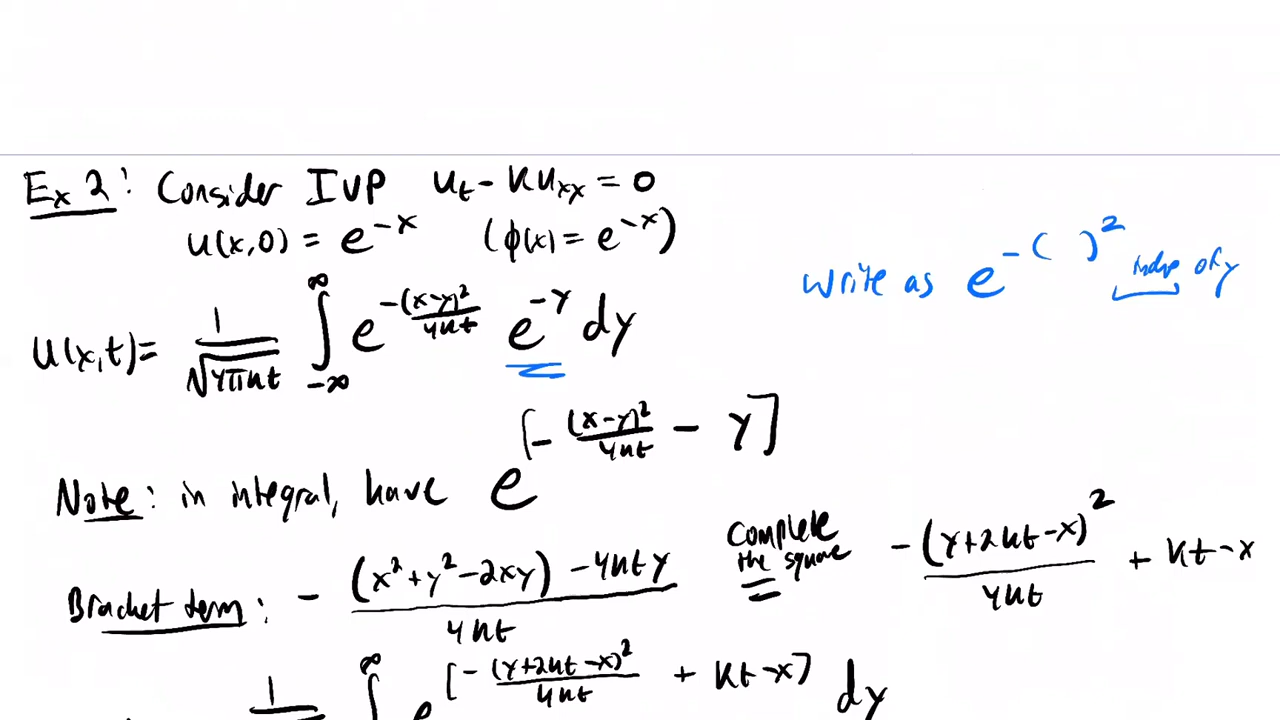 Ex 2: Consider IVP u_t - ku_xx = 0
u(x,0) = e^{-x} (φ(x) = e^{-x})
write as e^{-( )^2} indep of y
u(x,t) = 1/√(4πkt) ∫_{-∞}^{∞} e^{-(x-y)^2/4kt} e^{-y} dy
Note: in integral, have e^{[-(x-y)^2/4kt - y]}
Bracket term: -(x^2+y^2-2xy) -4kty / 4kt Complete the square -(y+2kt-x)^2/4kt + kt-x
1 ∫^{∞} e^{[-(y+2kt-x)^2/4kt + kt-x]} dy